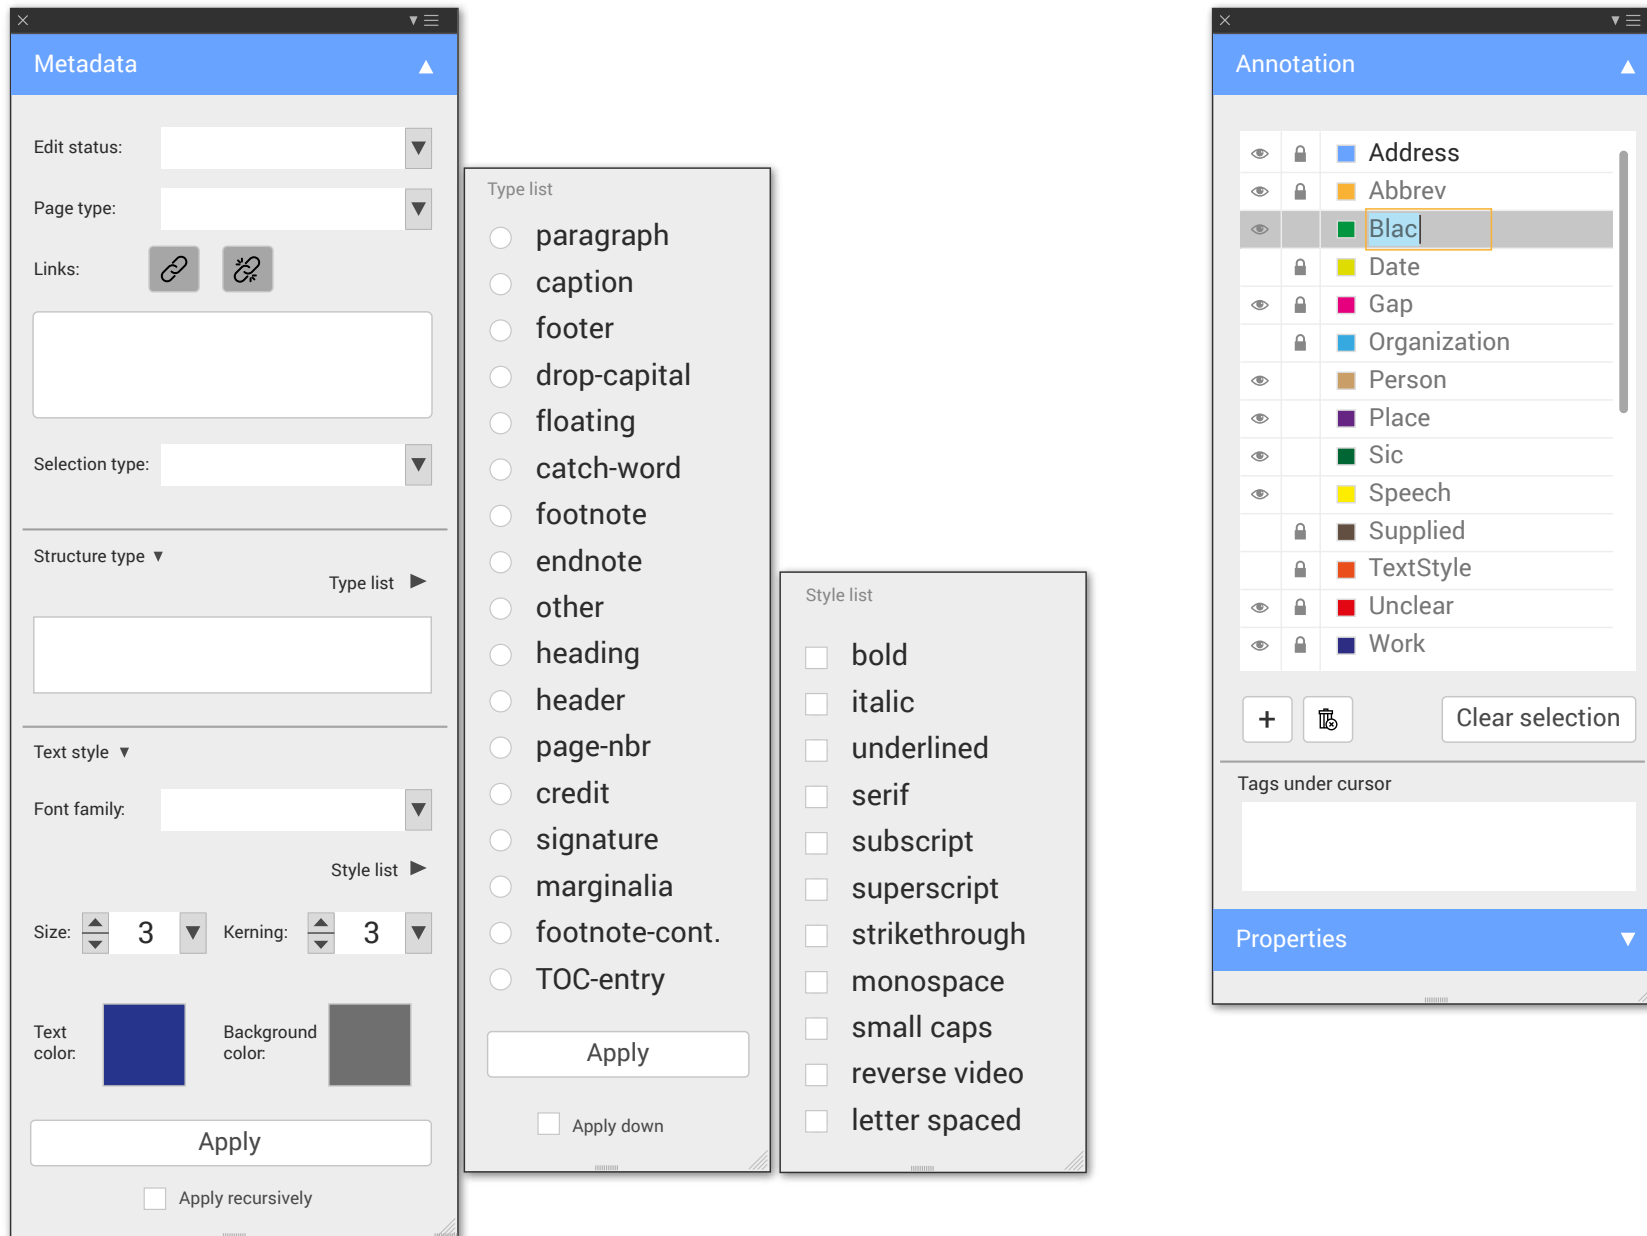 Metadata
Edit status:
Page type:
Links:
Selection type:
Structure type
Type list
Text style
Font family:
Style list
Size: 3 Kerning: 3
Text color:
Background color:
Apply
Apply recursively
Type list
paragraph
caption
footer
drop-capital
floating
catch-word
footnote
endnote
other
heading
header
page-nbr
credit
signature
marginalia
footnote-cont.
TOC-entry
Apply
Apply down
Style list
bold
italic
underlined
serif
subscript
superscript
strikethrough
monospace
small caps
reverse video
letter spaced
Annotation
Address
Abbrev
Blac
Date
Gap
Organization
Person
Place
Sic
Speech
Supplied
TextStyle
Unclear
Work
+
Clear selection
Tags under cursor
Properties